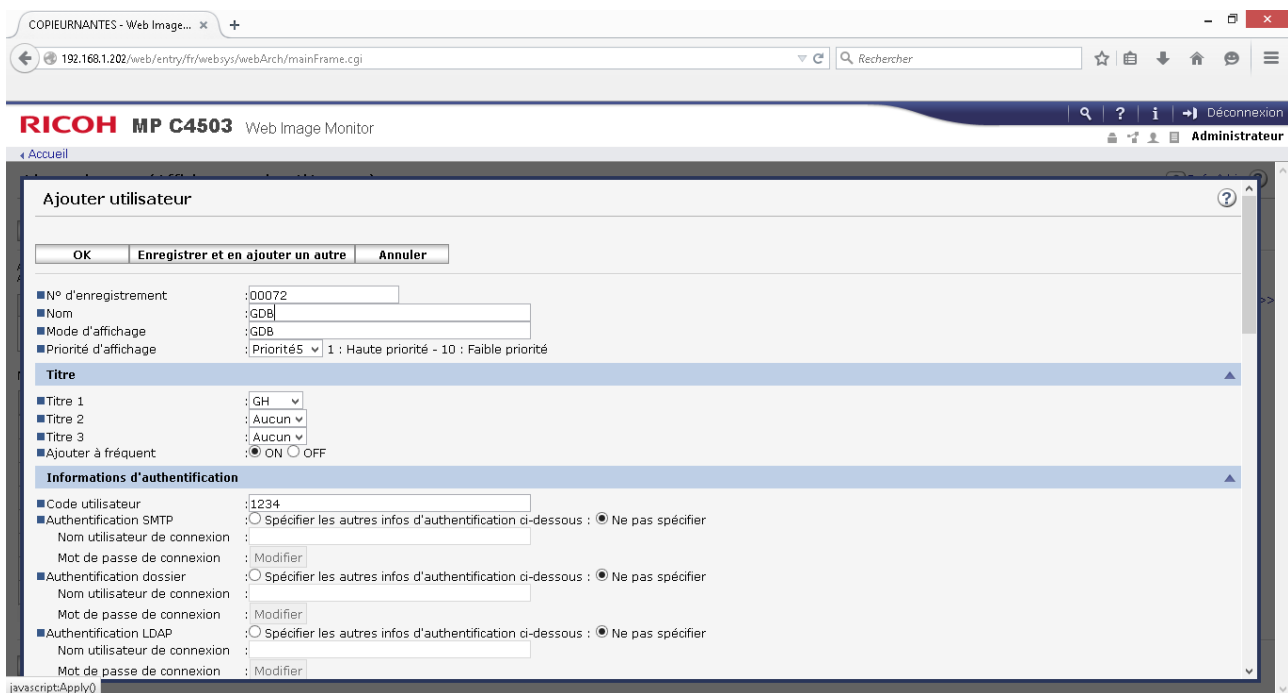 COPIEURNANTES - Web Image... × +
192.168.1.202/web/entry/fr/websys/webArch/mainFrame.cgi Rechercher
RICOH MP C4503 Web Image Monitor
? i Déconnexion
Administrateur
Accueil
Ajouter utilisateur ?
OK Enregistrer et en ajouter un autre Annuler
N° d'enregistrement :00072
Nom :GDB
Mode d'affichage :GDB
Priorité d'affichage : Priorité5 1 : Haute priorité - 10 : Faible priorité
Titre
Titre 1 : GH
Titre 2 : Aucun
Titre 3 : Aucun
Ajouter à fréquent : ON OFF
Informations d'authentification
Code utilisateur :1234
Authentification SMTP : Spécifier les autres infos d'authentification ci-dessous : Ne pas spécifier
Nom utilisateur de connexion :
Mot de passe de connexion : Modifier
Authentification dossier : Spécifier les autres infos d'authentification ci-dessous : Ne pas spécifier
Nom utilisateur de connexion :
Mot de passe de connexion : Modifier
Authentification LDAP : Spécifier les autres infos d'authentification ci-dessous : Ne pas spécifier
Nom utilisateur de connexion :
Mot de passe de connexion : Modifier
javascript:Apply()